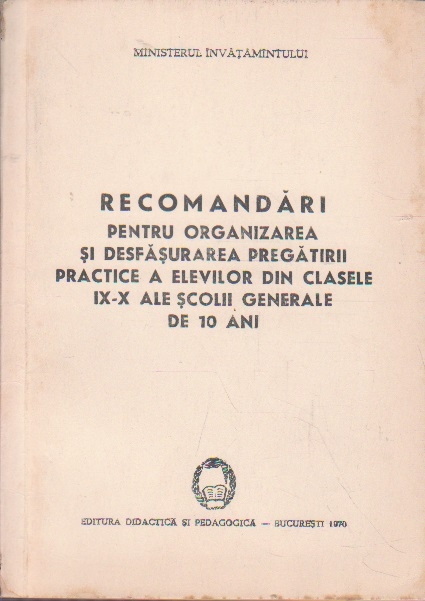 MINISTERUL ÎNVĂȚĂMÎNTULUI
RECOMANDĂRI
PENTRU ORGANIZAREA
ȘI DESFĂȘURAREA PREGĂTIRII
PRACTICE A ELEVILOR DIN CLASELE
IX-X ALE ȘCOLII GENERALE
DE 10 ANI
EDITURA DIDACTICĂ ȘI PEDAGOGICĂ — BUCUREȘTI 1970